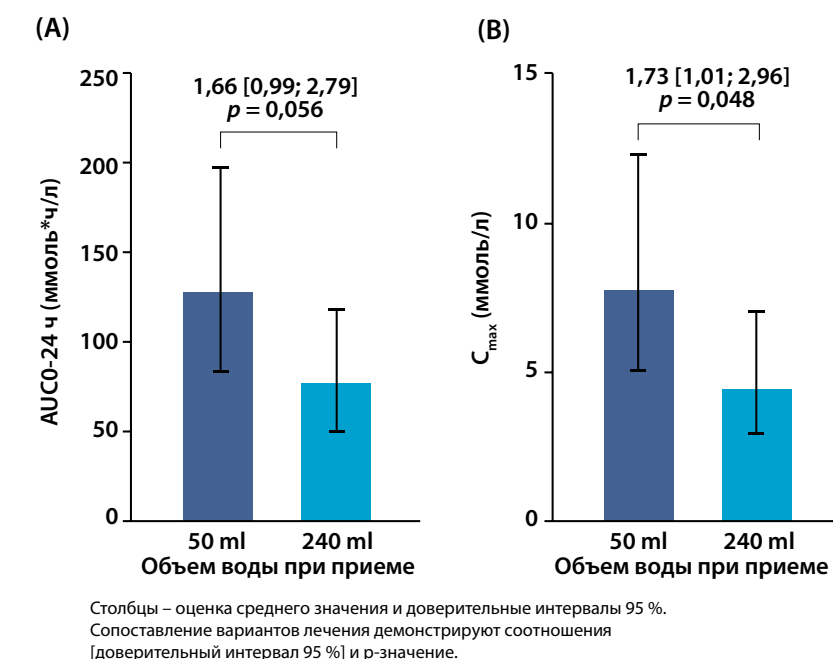 (A)
250
200
150
100
50
0
AUC0-24 ч (ммоль*ч/л)
1,66 [0,99; 2,79]
p = 0,056
50 ml 240 ml
Объем воды при приеме
(B)
15
10
5
0
Cmax (ммоль/л)
1,73 [1,01; 2,96]
p = 0,048
50 ml 240 ml
Объем воды при приеме
Столбцы – оценка среднего значения и доверительные интервалы 95 %.
Сопоставление вариантов лечения демонстрируют соотношения
[доверительный интервал 95 %] и p-значение.